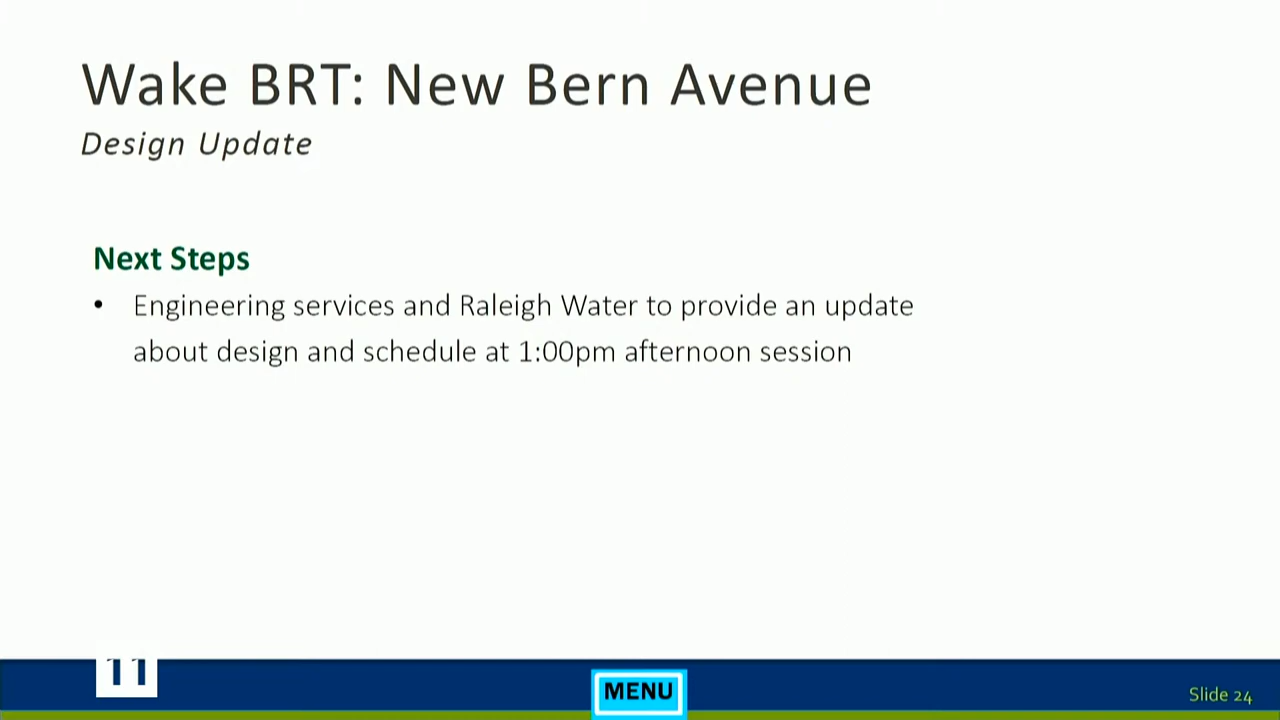 Wake BRT: New Bern Avenue
Design Update
Next Steps
• Engineering services and Raleigh Water to provide an update
about design and schedule at 1:00pm afternoon session
11
MENU
Slide 24